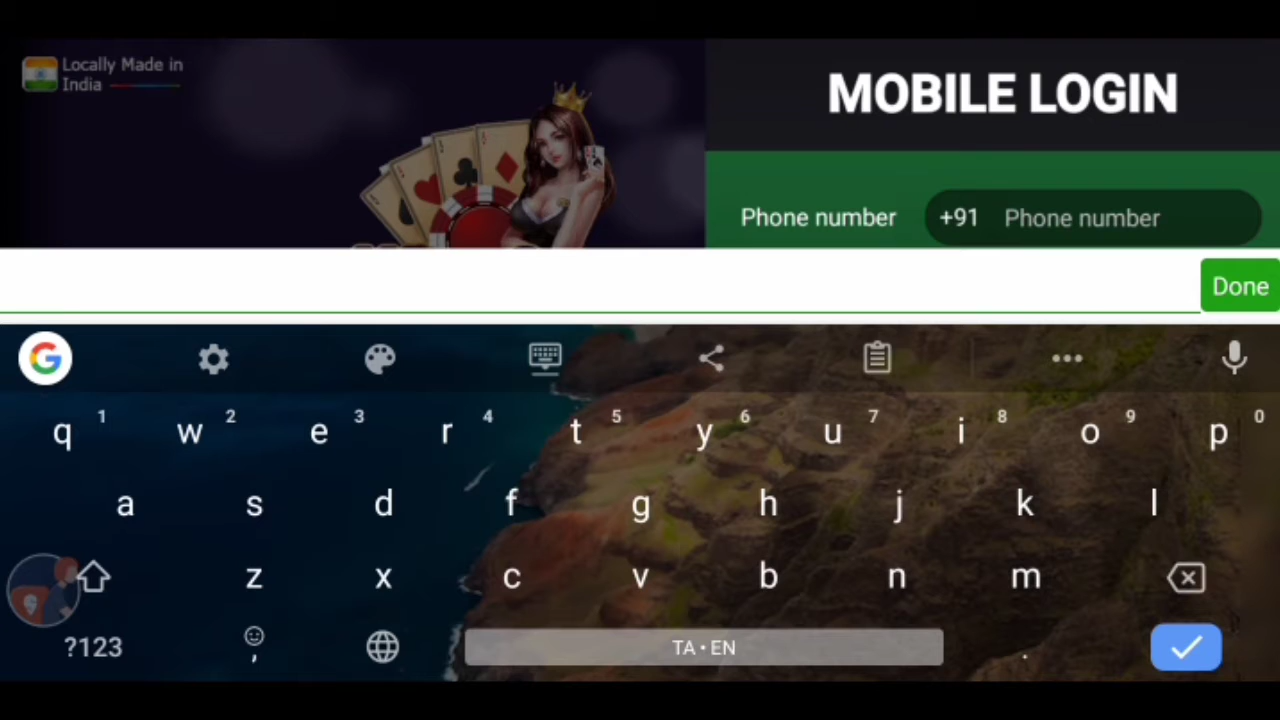 Locally Made in
India
MOBILE LOGIN
Phone number +91 Phone number
Done
q 1 w 2 e 3 r 4 t 5 y 6 u 7 i 8 o 9 p 0
a s d f g h j k l
z x c v b n m
?123 , TA • EN .